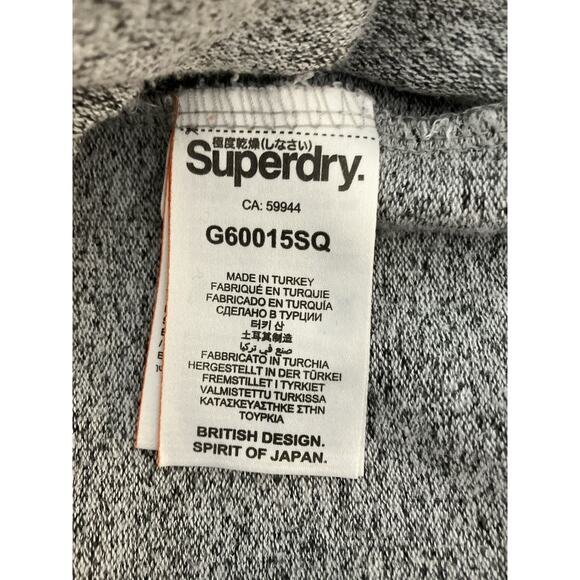 極度乾燥(しなさい)
Superdry.
CA: 59944
G60015SQ
MADE IN TURKEY
FABRIQUÉ EN TURQUIE
FABRICADO EN TURQUÍA
СДЕЛАНО В ТУРЦИИ
터키 산
土耳其制造
صنع في تركيا
FABBRICATO IN TURCHIA
HERGESTELLT IN DER TÜRKEI
FREMSTILLET I TYRKIET
VALMISTETTU TURKISSA
ΚΑΤΑΣΚΕΥΑΣΤΗΚΕ ΣΤΗΝ
ΤΟΥΡΚΙΑ
BRITISH DESIGN.
SPIRIT OF JAPAN.